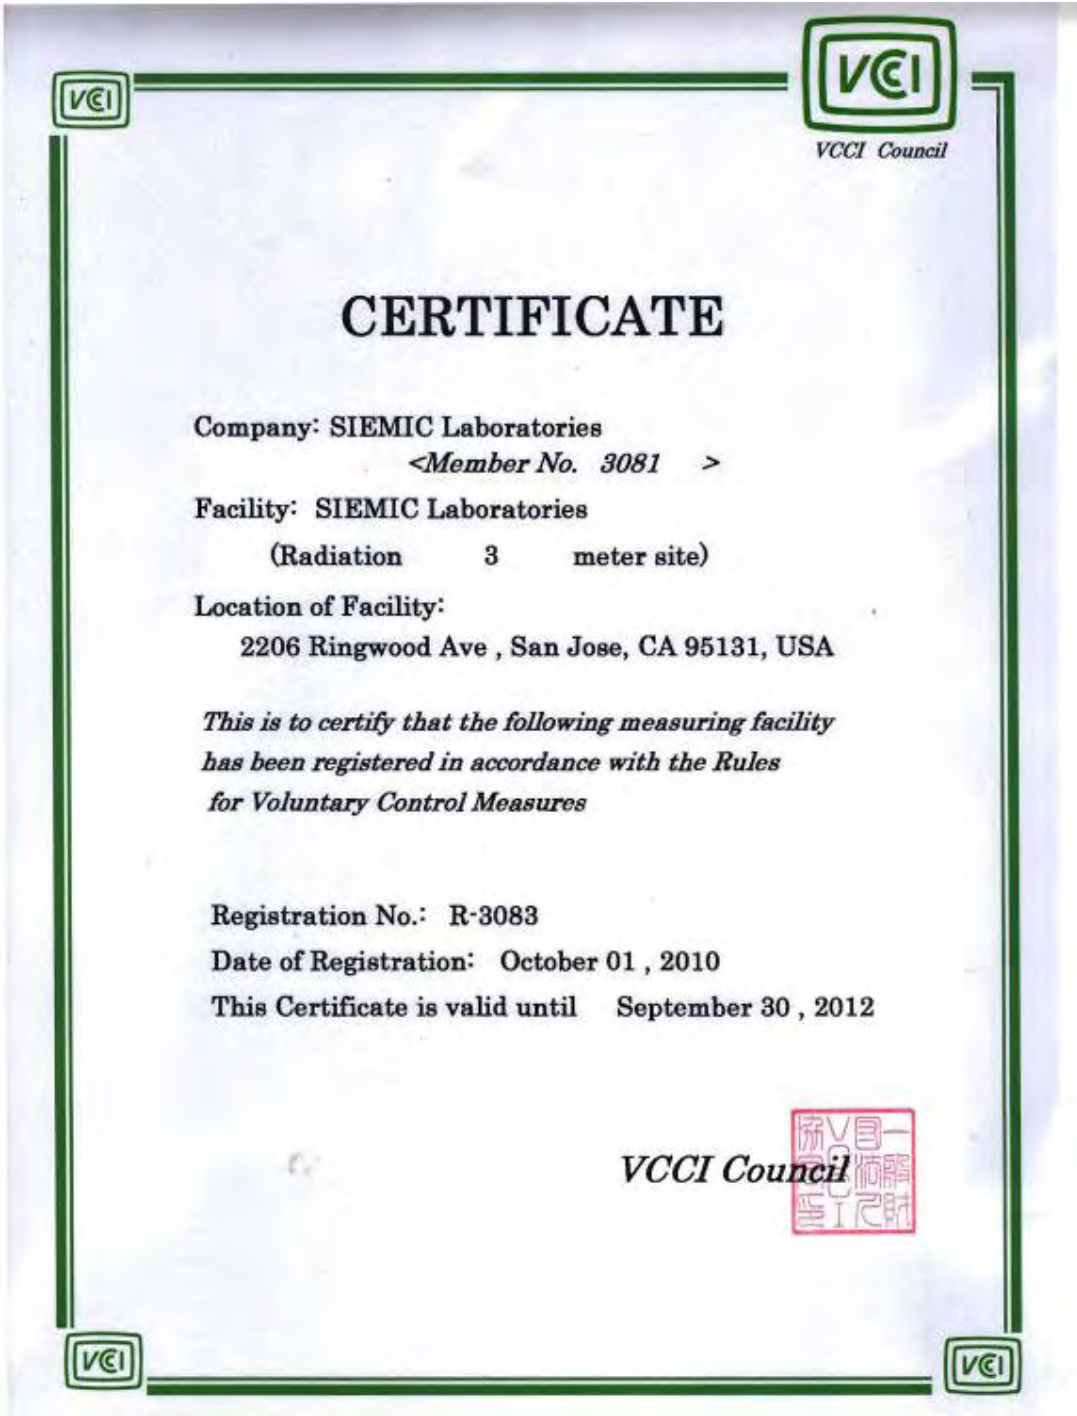 VCCI
VCCI
VCCI Council
CERTIFICATE
Company: SIEMIC Laboratories
<Member No. 3081 >
Facility: SIEMIC Laboratories
(Radiation 3 meter site)
Location of Facility:
2206 Ringwood Ave , San Jose, CA 95131, USA
This is to certify that the following measuring facility
has been registered in accordance with the Rules
for Voluntary Control Measures
Registration No.: R-3083
Date of Registration: October 01 , 2010
This Certificate is valid until September 30 , 2012
VCCI Council
VCCI
VCCI